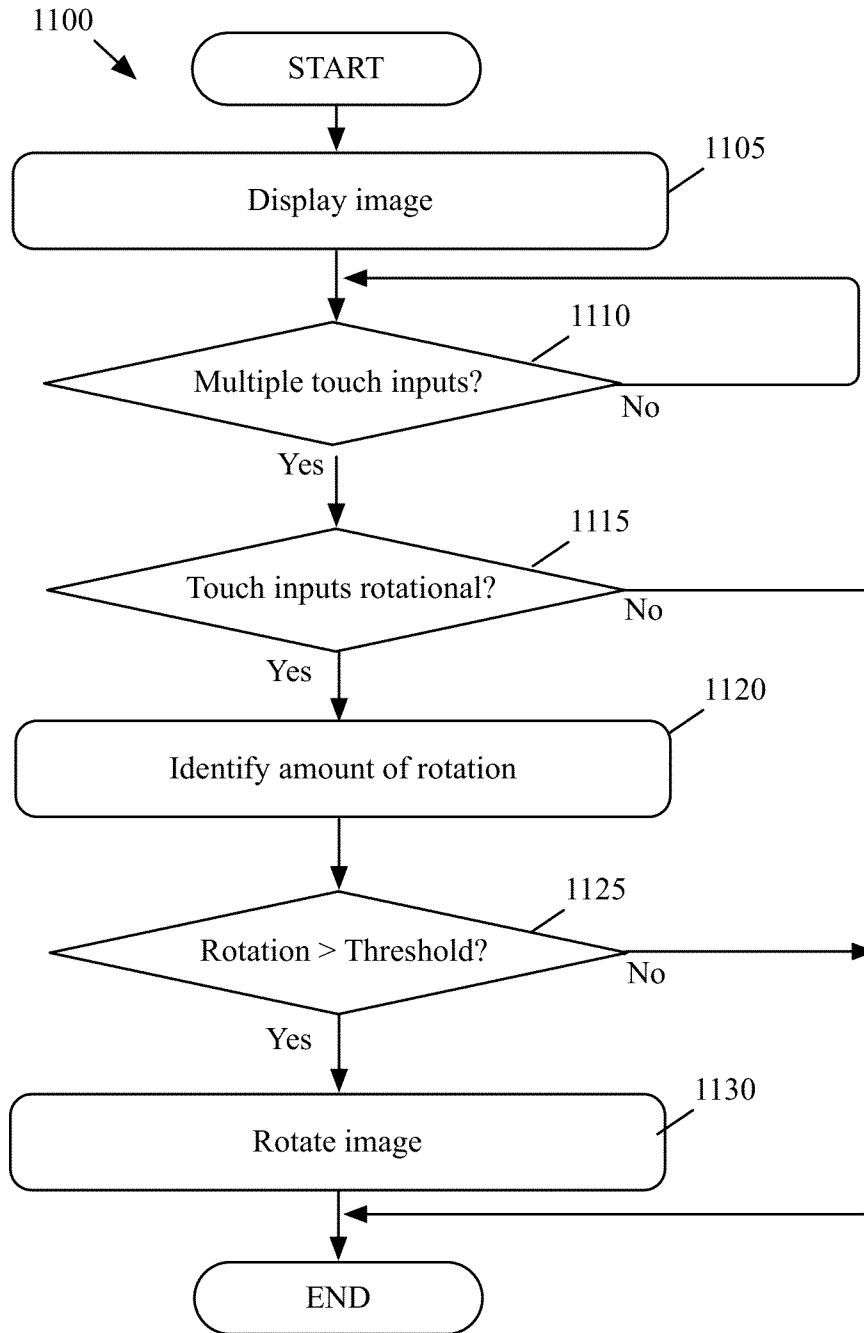 1100
START
1105
Display image
1110
Multiple touch inputs?
No
Yes
1115
Touch inputs rotational?
No
Yes
1120
Identify amount of rotation
1125
Rotation > Threshold?
No
Yes
1130
Rotate image
END